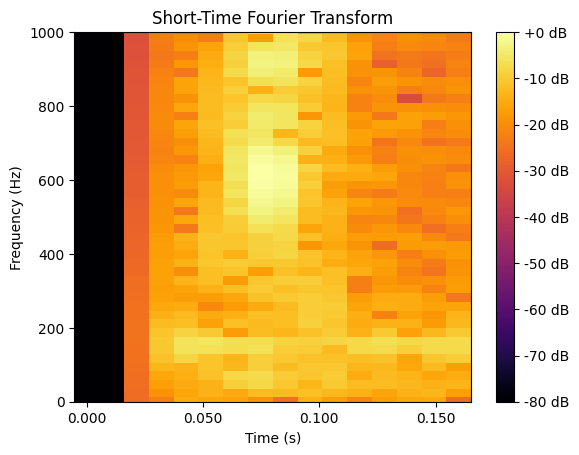 Short-Time Fourier Transform
Frequency (Hz)
1000
800
600
400
200
0
0.000
0.050
0.100
0.150
Time (s)
+0 dB
-10 dB
-20 dB
-30 dB
-40 dB
-50 dB
-60 dB
-70 dB
-80 dB